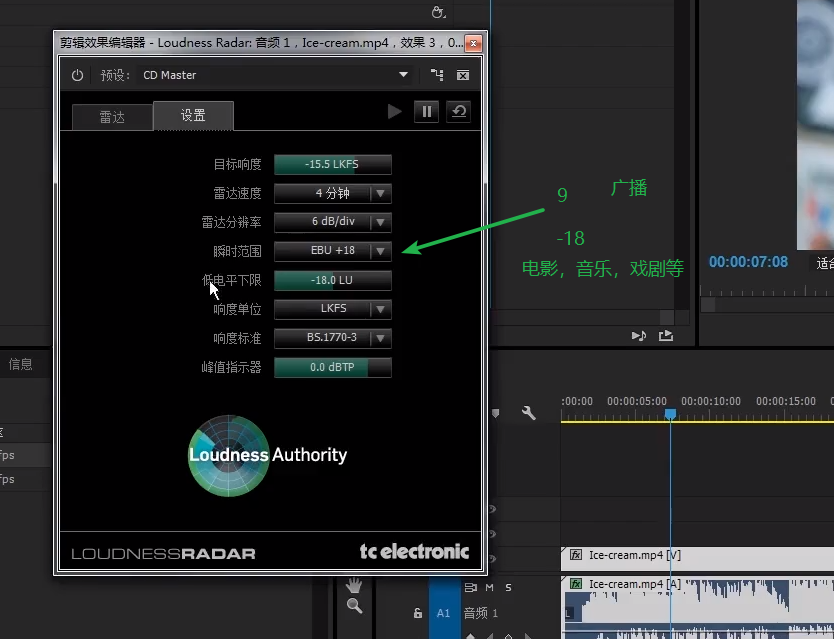 剪辑效果编辑器 - Loudness Radar: 音频 1，Ice-cream.mp4，效果 3，0...
预设: CD Master
雷达 设置
目标响度 -15.5 LKFS
雷达速度 4 分钟
雷达分辨率 6 dB/div
瞬时范围 EBU +18
低电平下限 -18.0 LU
响度单位 LKFS
响度标准 BS.1770-3
峰值指示器 0.0 dBTP
Loudness Authority
LOUDNESSRADAR tc electronic
9 广播
-18
电影，音乐，戏剧等
00:00:07:08 适合
信息
fps
fps
:00:00 00:00:05:00 00:00:10:00 00:00:15:00
fx Ice-cream.mp4 [V]
fx Ice-cream.mp4 [A]
L
M S
A1 音频 1